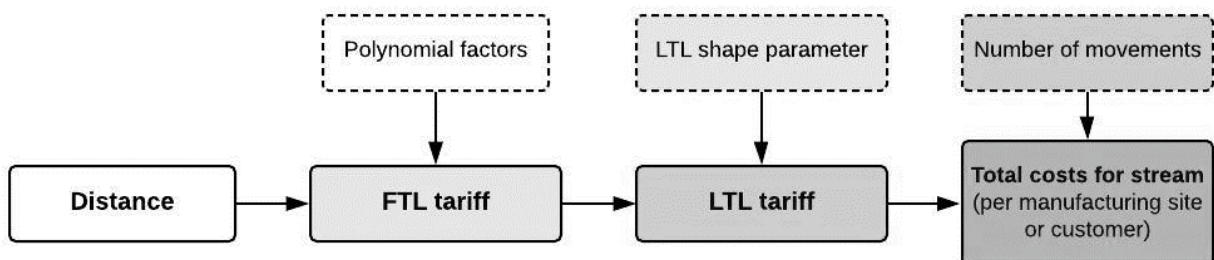 Polynomial factors
LTL shape parameter
Number of movements
Distance
FTL tariff
LTL tariff
Total costs for stream
(per manufacturing site
or customer)